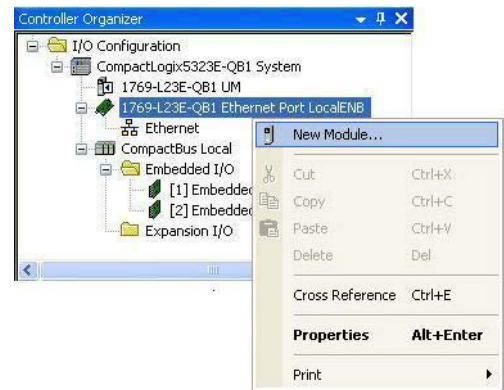 Controller Organizer
I/O Configuration
CompactLogix5323E-QB1 System
1769-L23E-QB1 UM
1769-L23E-QB1 Ethernet Port LocalENB
Ethernet
CompactBus Local
Embedded I/O
[1] Embedded
[2] Embedded
Expansion I/O
New Module...
Cut Ctrl+X
Copy Ctrl+C
Paste Ctrl+V
Delete Del
Cross Reference Ctrl+E
Properties Alt+Enter
Print